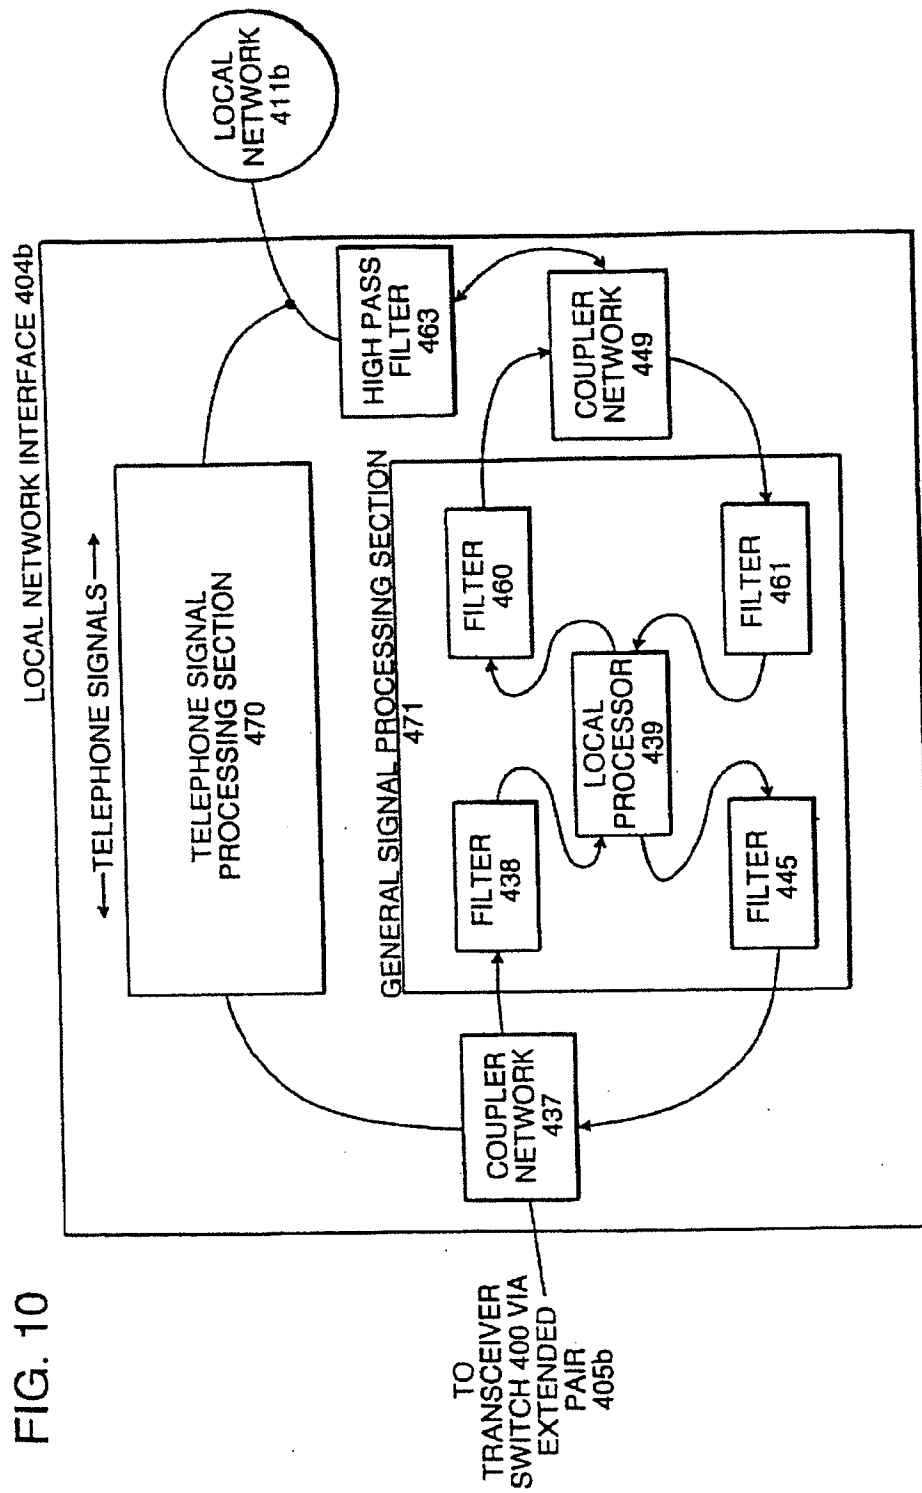 FIG. 10
LOCAL NETWORK INTERFACE 404b
TELEPHONE SIGNALS
TELEPHONE SIGNAL
PROCESSING SECTION
470
LOCAL
NETWORK
411b
HIGH PASS
FILTER
463
GENERAL SIGNAL PROCESSING SECTION
471
FILTER
438
FILTER
460
COUPLER
NETWORK
437
LOCAL
PROCESSOR
439
COUPLER
NETWORK
449
FILTER
445
FILTER
461
TO
TRANSCEIVER
SWITCH 400 VIA
EXTENDED
PAIR
405b